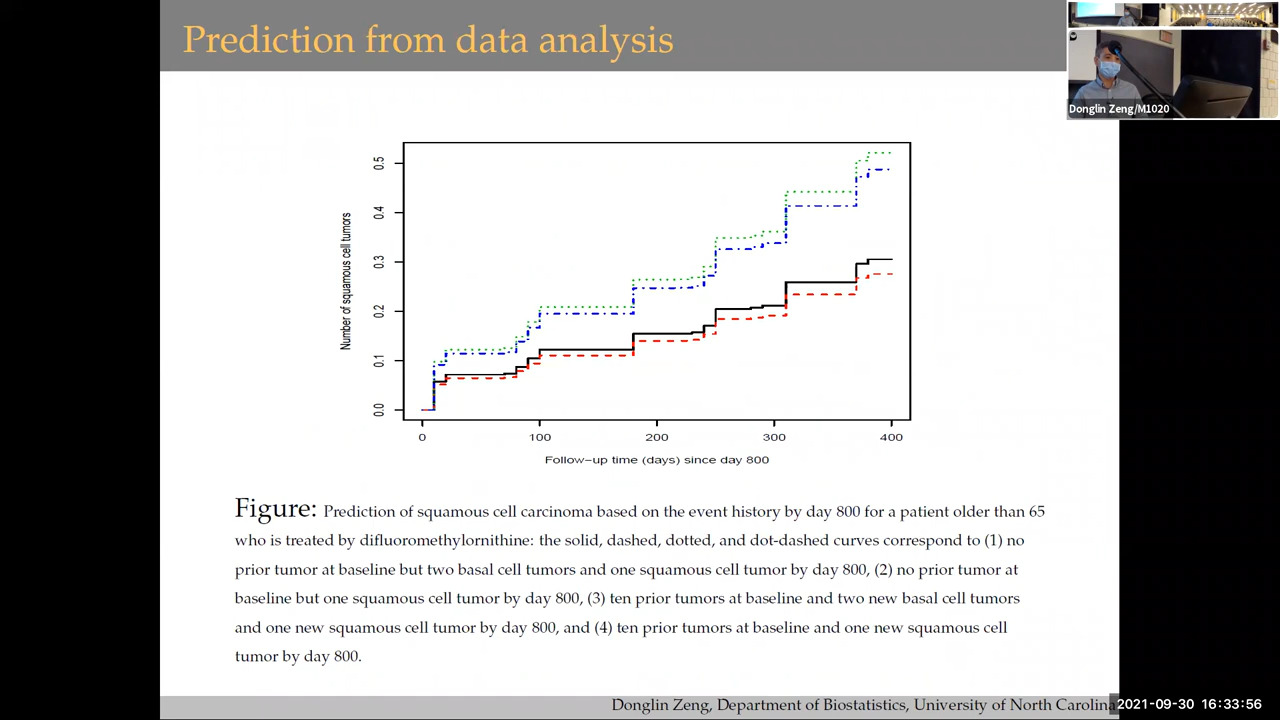 Prediction from data analysis
Donglin Zeng/M1020
Number of squamous cell tumors
0.5
0.4
0.3
0.2
0.1
0.0
0 100 200 300 400
Follow−up time (days) since day 800
Figure: Prediction of squamous cell carcinoma based on the event history by day 800 for a patient older than 65
who is treated by difluoromethylornithine: the solid, dashed, dotted, and dot-dashed curves correspond to (1) no
prior tumor at baseline but two basal cell tumors and one squamous cell tumor by day 800, (2) no prior tumor at
baseline but one squamous cell tumor by day 800, (3) ten prior tumors at baseline and two new basal cell tumors
and one new squamous cell tumor by day 800, and (4) ten prior tumors at baseline and one new squamous cell
tumor by day 800.
Donglin Zeng, Department of Biostatistics, University of North Carolina
2021-09-30 16:33:56